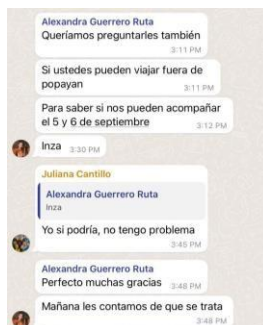 Alexandra Guerrero Ruta
Queríamos preguntarles también
3:11 PM
Si ustedes pueden viajar fuera de
popayan
3:11 PM
Para saber si nos pueden acompañar
el 5 y 6 de septiembre
3:12 PM
Inza
3:30 PM
Juliana Cantillo
Alexandra Guerrero Ruta
Inza
Yo si podría, no tengo problema
3:45 PM
Alexandra Guerrero Ruta
Perfecto muchas gracias
3:48 PM
Mañana les contamos de que se trata
3:48 PM